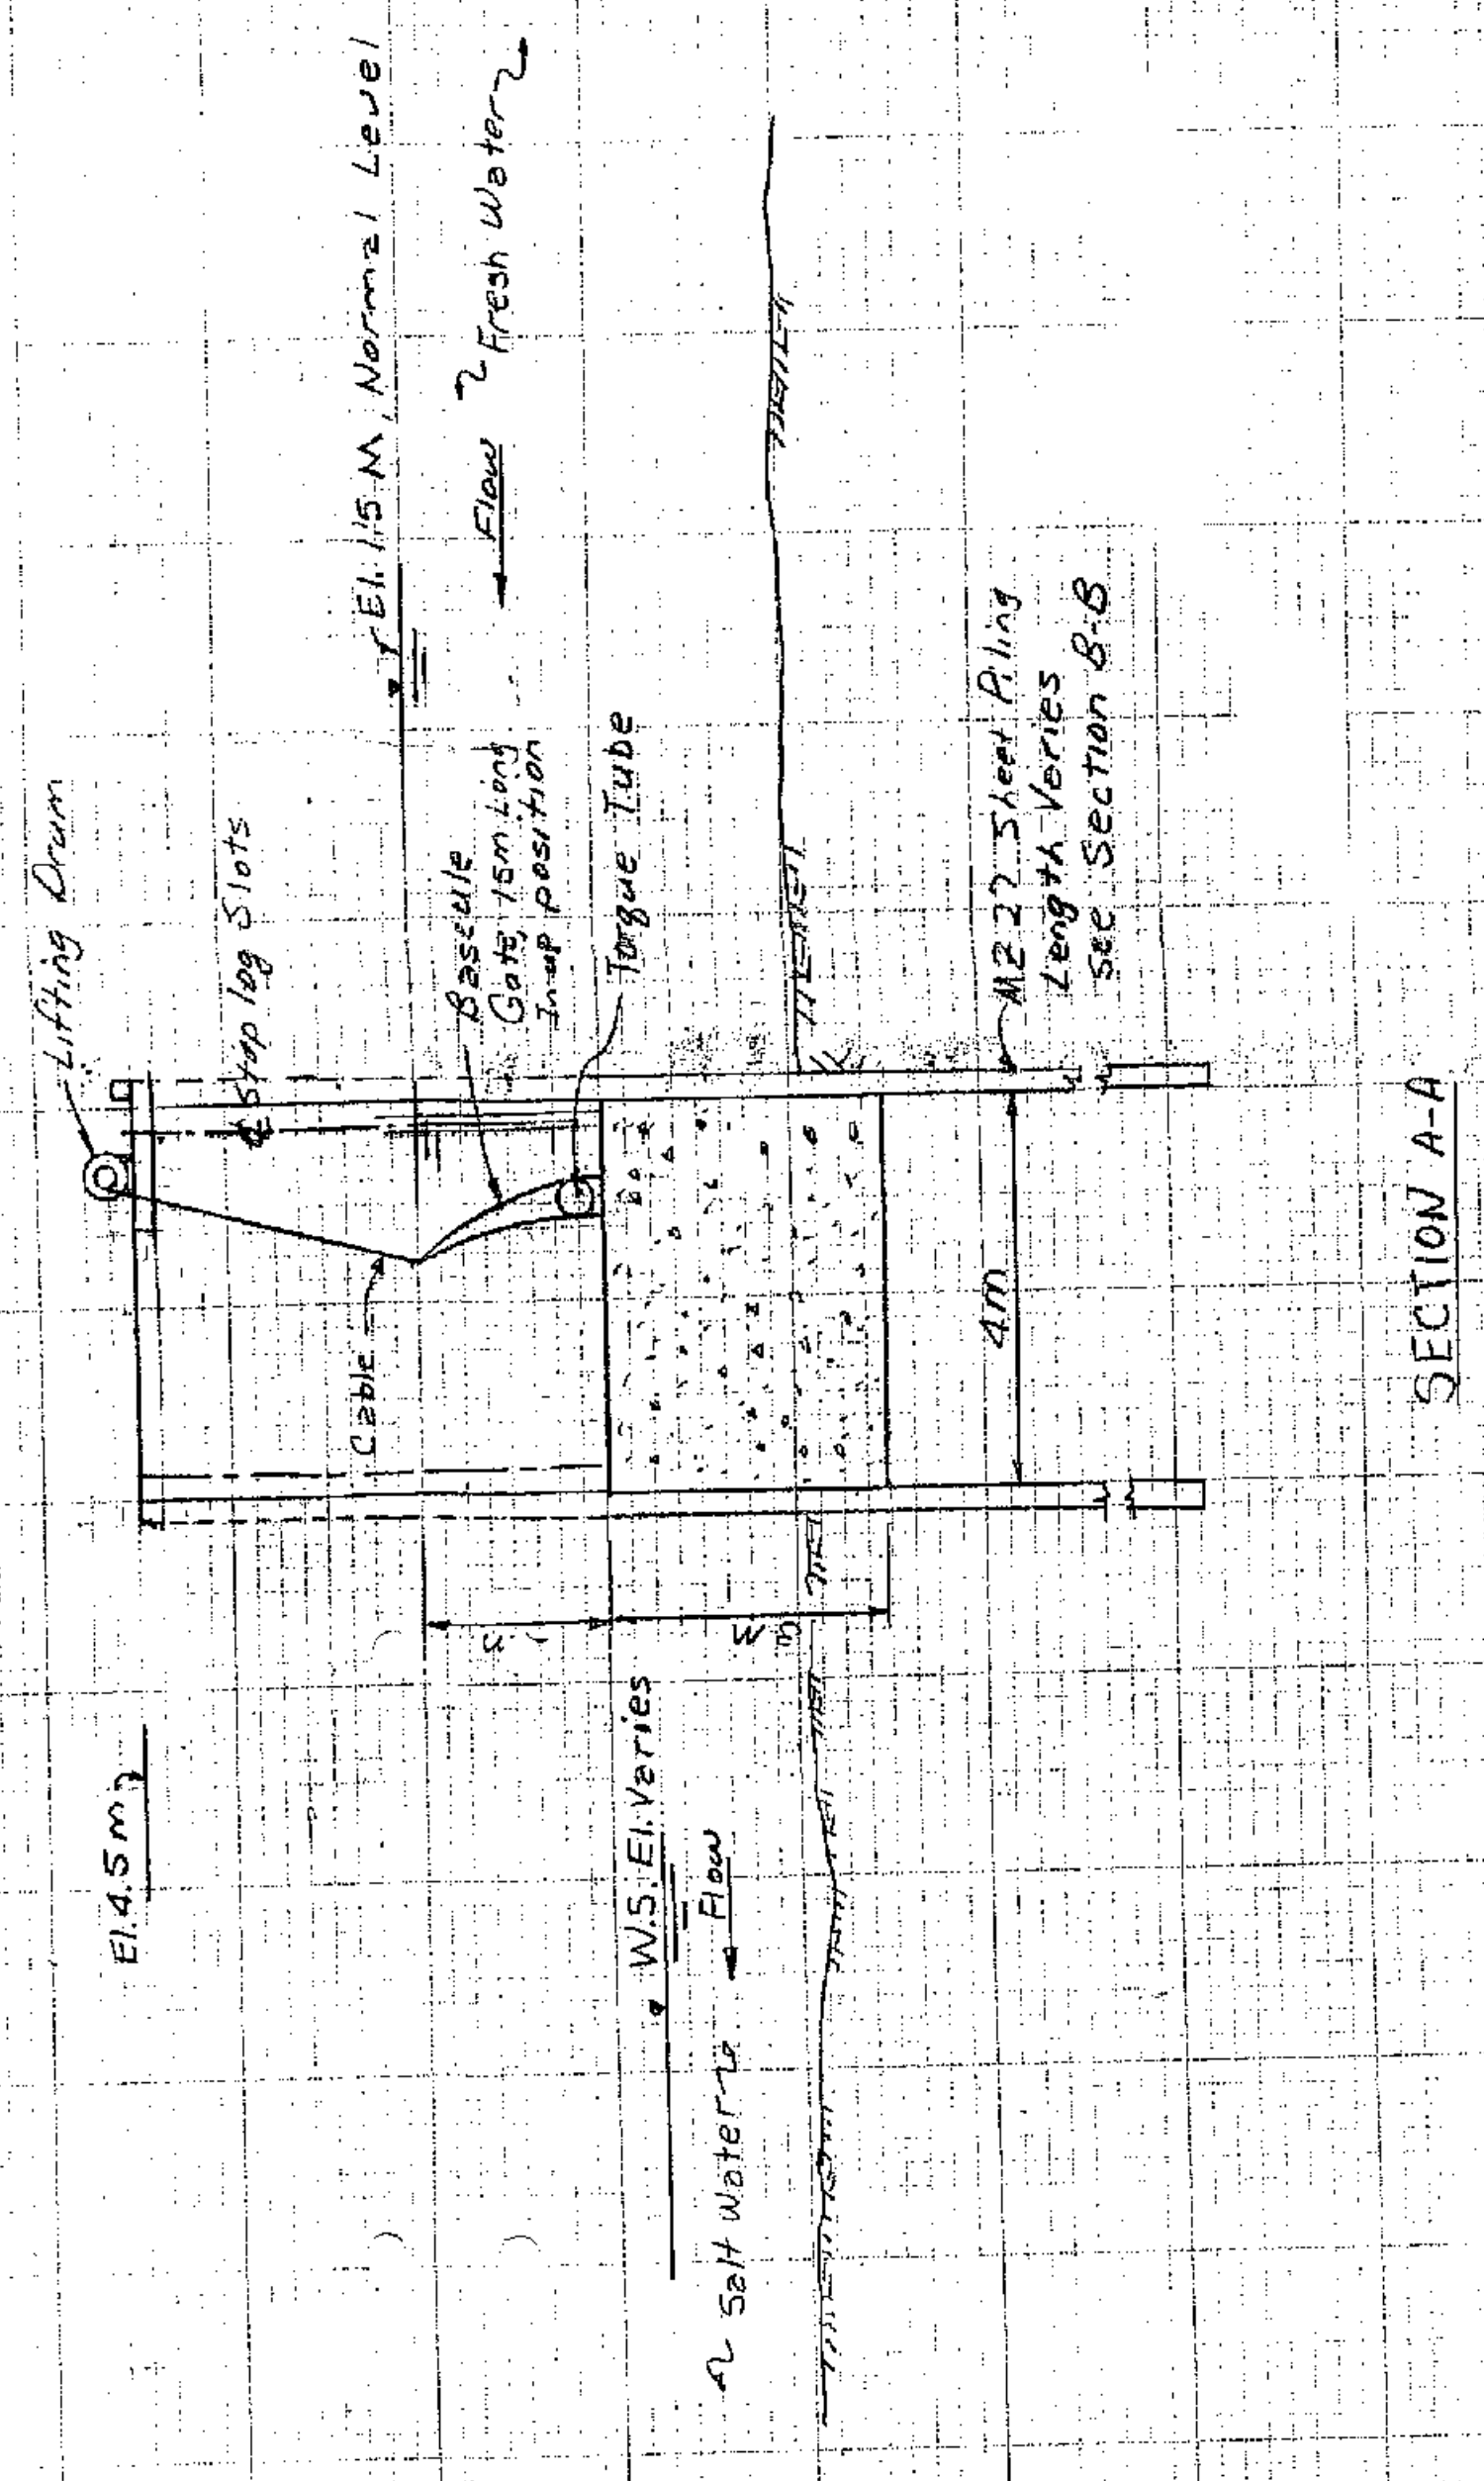 Lifting Drum
℄ Stop log Slots
El. 1.5 M, Normal Level
Flow
Fresh Water
Bascule
Gate, 15m Long
In up position
Torque Tube
Cable
El. 4.5 m
W.S. El. Varies
Flow
Salt Water
4m
MZ 27 Sheet Piling
Length Varies
See Section B-B
SECTION A-A